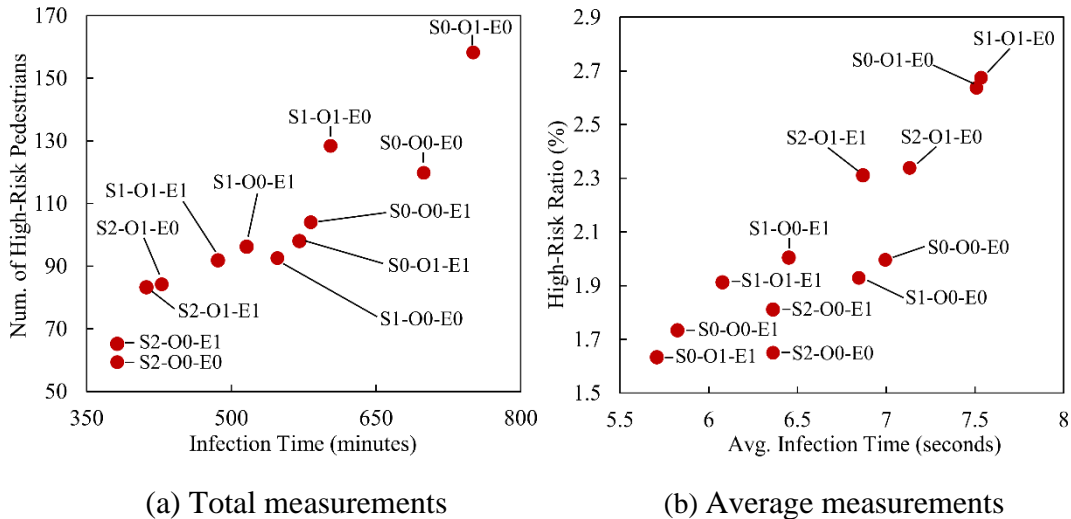 170
150
130
110
90
70
50
Num. of High-Risk Pedestrians
S0-O1-E0
S1-O1-E0
S0-O0-E0
S1-O0-E1
S1-O1-E1
S0-O0-E1
S2-O1-E0
S0-O1-E1
S2-O1-E1
S1-O0-E0
S2-O0-E1
S2-O0-E0
350 500 650 800
Infection Time (minutes)
(a) Total measurements
3.1
2.9
2.7
2.5
2.3
2.1
1.9
1.7
1.5
High-Risk Ratio (%)
S1-O1-E0
S0-O1-E0
S2-O1-E1
S2-O1-E0
S1-O0-E1
S0-O0-E0
S1-O1-E1
S1-O0-E0
S2-O0-E1
S0-O0-E1
S0-O1-E1
S2-O0-E0
5.5 6 6.5 7 7.5 8
Avg. Infection Time (seconds)
(b) Average measurements